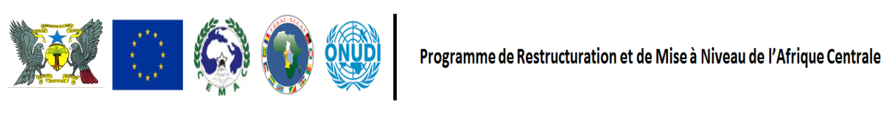 CEMAC
ONUDI
Programme de Restructuration et de Mise à Niveau de l'Afrique Centrale